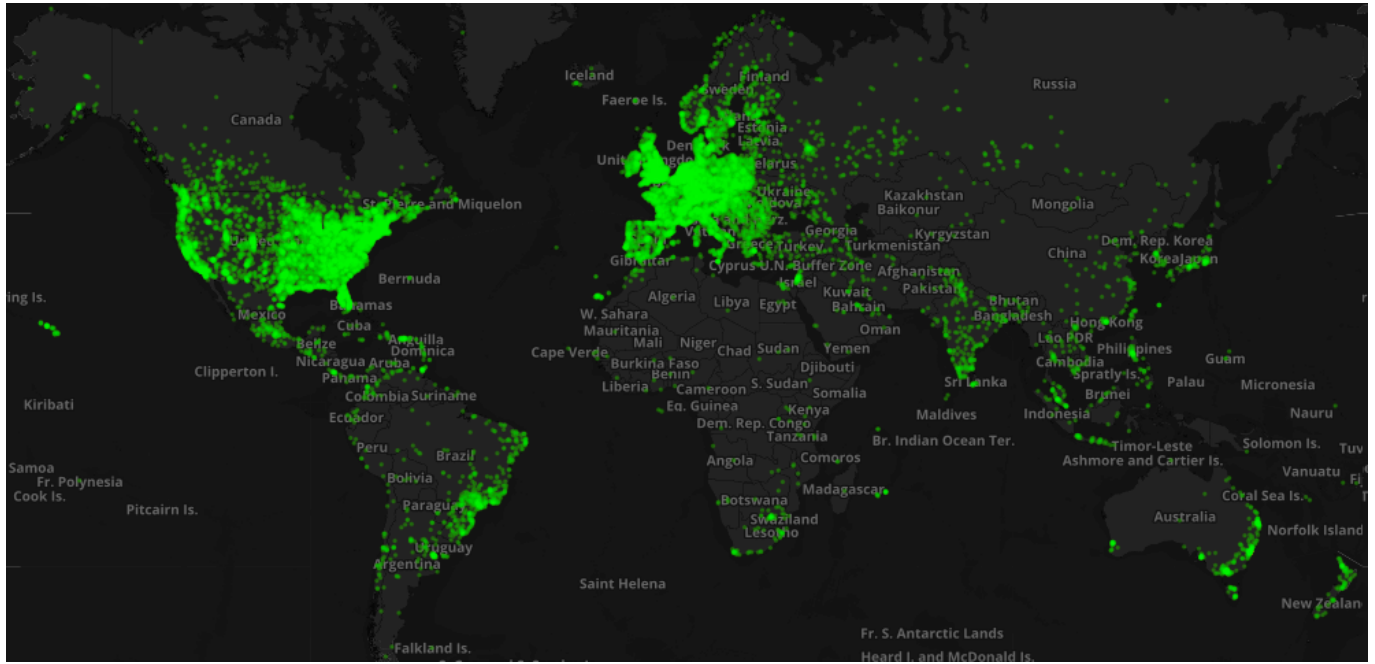 Iceland
Finland
Sweden
Russia
Faeroe Is.
Canada
Estonia
Latvia
Belarus
Ukraine
Kazakhstan
Baikonur
Mongolia
St. Pierre and Miquelon
Georgia
Kyrgyzstan
Dem. Rep. Korea
Greece
Turkey
Turkmenistan
China
Korea
Japan
Gibraltar
Cyprus U.N. Buffer Zone
Afghanistan
Bermuda
Israel
Pakistan
Algeria
Libya
Egypt
Kuwait
Bahrain
Bhutan
Bangladesh
ing Is.
Bahamas
Mexico
W. Sahara
Cuba
Mauritania
Oman
Hong Kong
Belize
Anguilla
Mali
Niger
Chad
Sudan
Yemen
Lao PDR
Dominica
Cape Verde
Philippines
Nicaragua
Aruba
Burkina Faso
Djibouti
Cambodia
Guam
Clipperton I.
Panama
Benin
Spratly Is.
Liberia
Cameroon
S. Sudan
Somalia
Sri Lanka
Palau
Micronesia
Colombia
Suriname
Brunei
Kiribati
Eq. Guinea
Kenya
Maldives
Indonesia
Nauru
Ecuador
Dem. Rep. Congo
Tanzania
Br. Indian Ocean Ter.
Timor-Leste
Solomon Is.
Peru
Brazil
Tuv
Samoa
Angola
Comoros
Ashmore and Cartier Is.
Fr. Polynesia
Bolivia
Vanuatu
Cook Is.
Botswana
Madagascar
Coral Sea Is.
Pitcairn Is.
Paraguay
Swaziland
Australia
Lesotho
Norfolk Island
Uruguay
Argentina
Saint Helena
New Zealan
Fr. S. Antarctic Lands
Falkland Is.
Heard I. and McDonald Is.